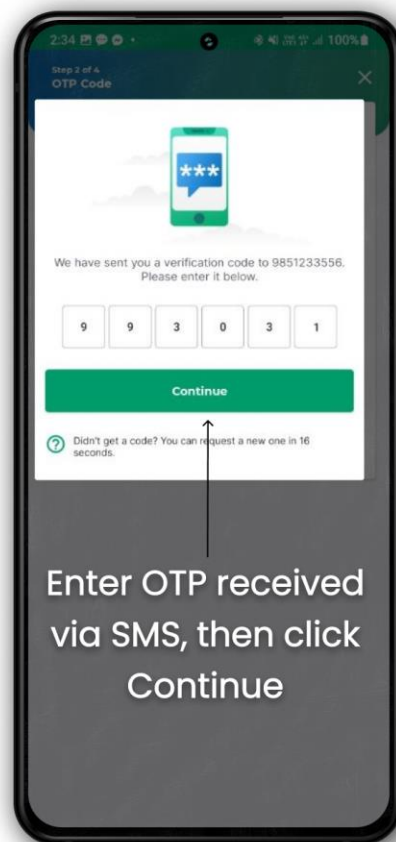 2:34
100%
Step 2 of 4
OTP Code
***
We have sent you a verification code to 9851233556.
Please enter it below.
9 9 3 0 3 1
Continue
Didn't get a code? You can request a new one in 16
seconds.
Enter OTP received
via SMS, then click
Continue